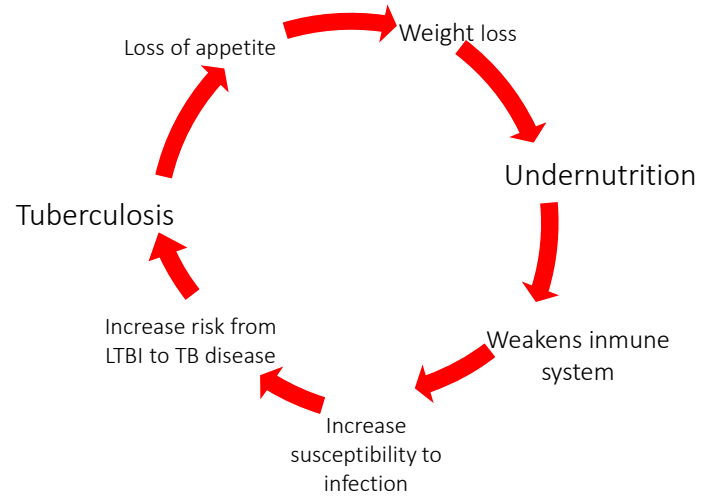 Loss of appetite
Weight loss
Undernutrition
Weakens inmune
system
Increase
susceptibility to
infection
Increase risk from
LTBI to TB disease
Tuberculosis